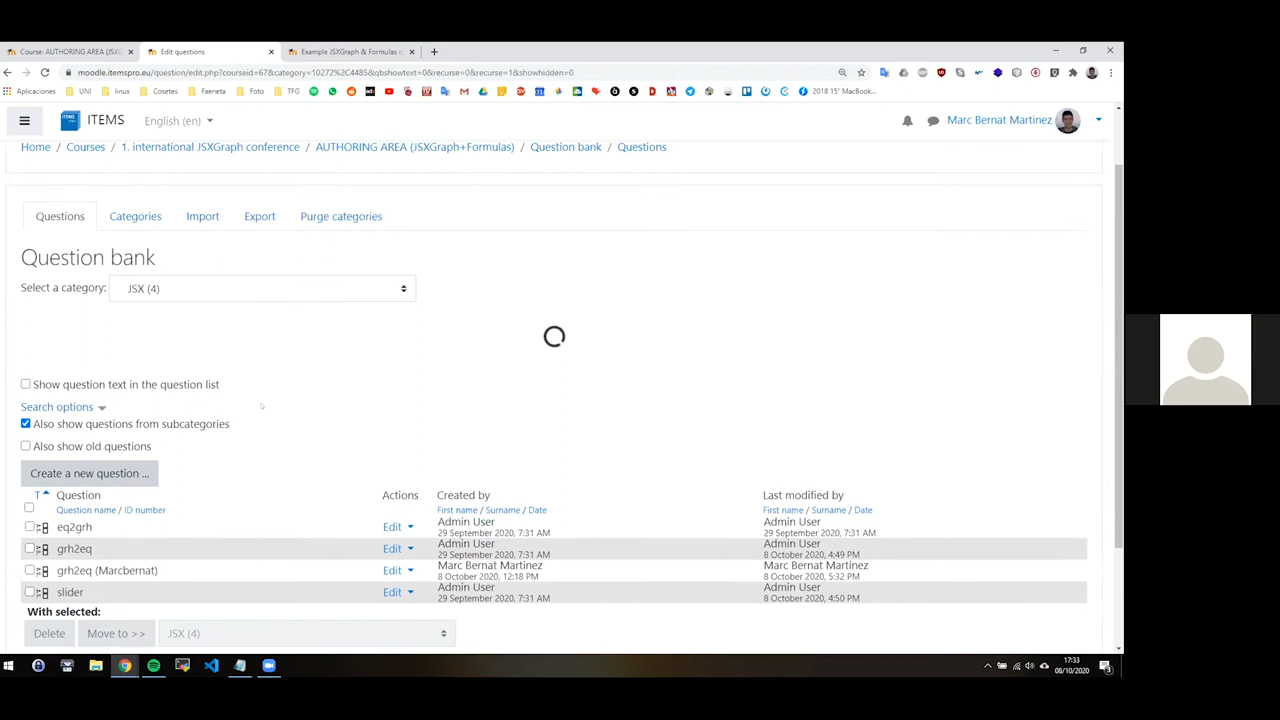 Course: AUTHORING AREA (JSXG
Edit questions
Example JSXGraph & Formulas q
moodle.itemspro.eu/question/edit.php?courseid=67&category=10272%2C4485&qbshowtext=0&recurse=0&recurse=1&showhidden=0
Aplicaciones UNI linux Cosetes Faeneta Foto TFG 2018 15" MacBook...
ITEMS English (en) Marc Bernat Martinez
Home / Courses / 1. international JSXGraph conference / AUTHORING AREA (JSXGraph+Formulas) / Question bank / Questions
Questions Categories Import Export Purge categories
Question bank
Select a category: JSX (4)
Show question text in the question list
Search options
Also show questions from subcategories
Also show old questions
Create a new question ...
T Question Actions Created by Last modified by
Question name / ID number First name / Surname / Date First name / Surname / Date
eq2grh Edit Admin User Admin User
29 September 2020, 7:31 AM 29 September 2020, 7:31 AM
grh2eq Edit Admin User Admin User
29 September 2020, 7:31 AM 8 October 2020, 4:49 PM
grh2eq (Marcbernat) Edit Marc Bernat Martinez Marc Bernat Martinez
8 October 2020, 12:18 PM 8 October 2020, 5:32 PM
slider Edit Admin User Admin User
29 September 2020, 7:31 AM 8 October 2020, 4:50 PM
With selected:
Delete Move to >> JSX (4)
17:33
08/10/2020